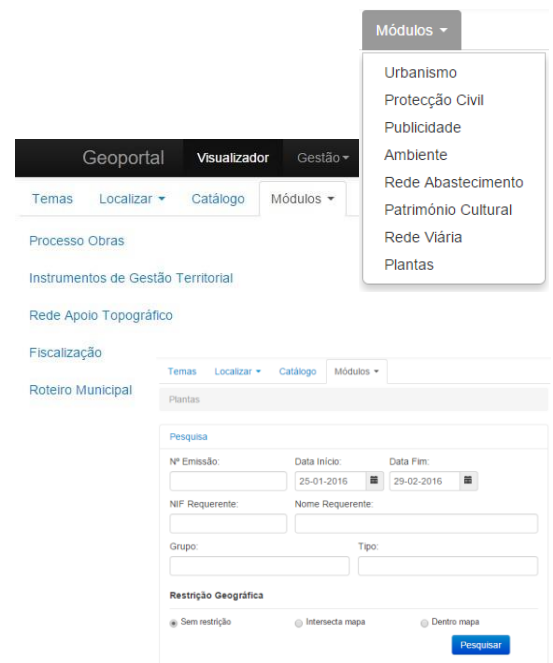 Módulos
Urbanismo
Protecção Civil
Publicidade
Ambiente
Rede Abastecimento
Património Cultural
Rede Viária
Plantas
Geoportal Visualizador Gestão
Temas Localizar Catálogo Módulos
Processo Obras
Instrumentos de Gestão Territorial
Rede Apoio Topográfico
Fiscalização
Roteiro Municipal
Temas Localizar Catálogo Módulos
Plantas
Pesquisa
Nº Emissão: Data Início: Data Fim:
25-01-2016 29-02-2016
NIF Requerente: Nome Requerente:
Grupo: Tipo:
Restrição Geográfica
Sem restrição Intersecta mapa Dentro mapa
Pesquisar